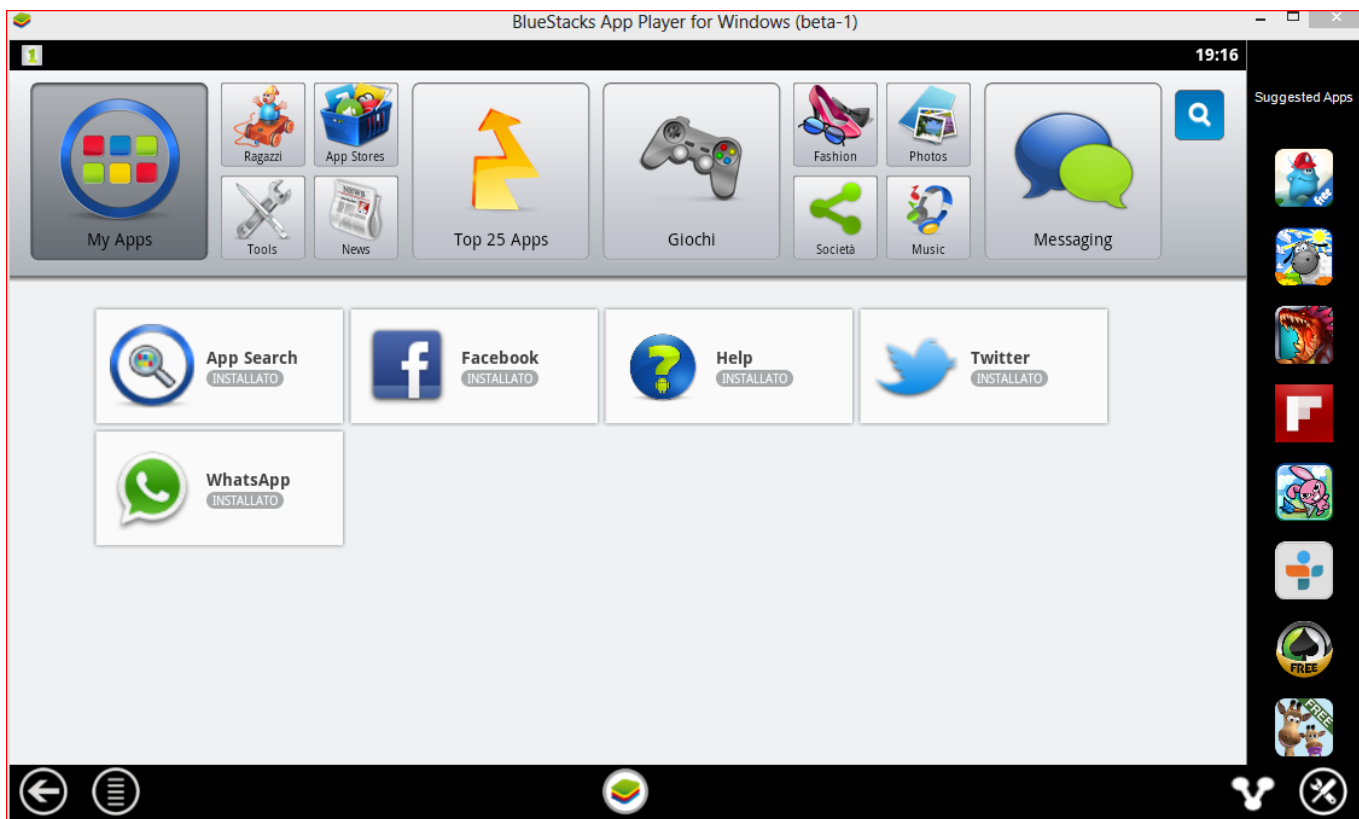 BlueStacks App Player for Windows (beta-1)
1
19:16
Suggested Apps
My Apps
Ragazzi
App Stores
Tools
NEWS
News
Top 25 Apps
Giochi
Fashion
Photos
Società
Music
Messaging
App Search
INSTALLATO
Facebook
INSTALLATO
Help
INSTALLATO
Twitter
INSTALLATO
WhatsApp
INSTALLATO
free
FREE
FREE